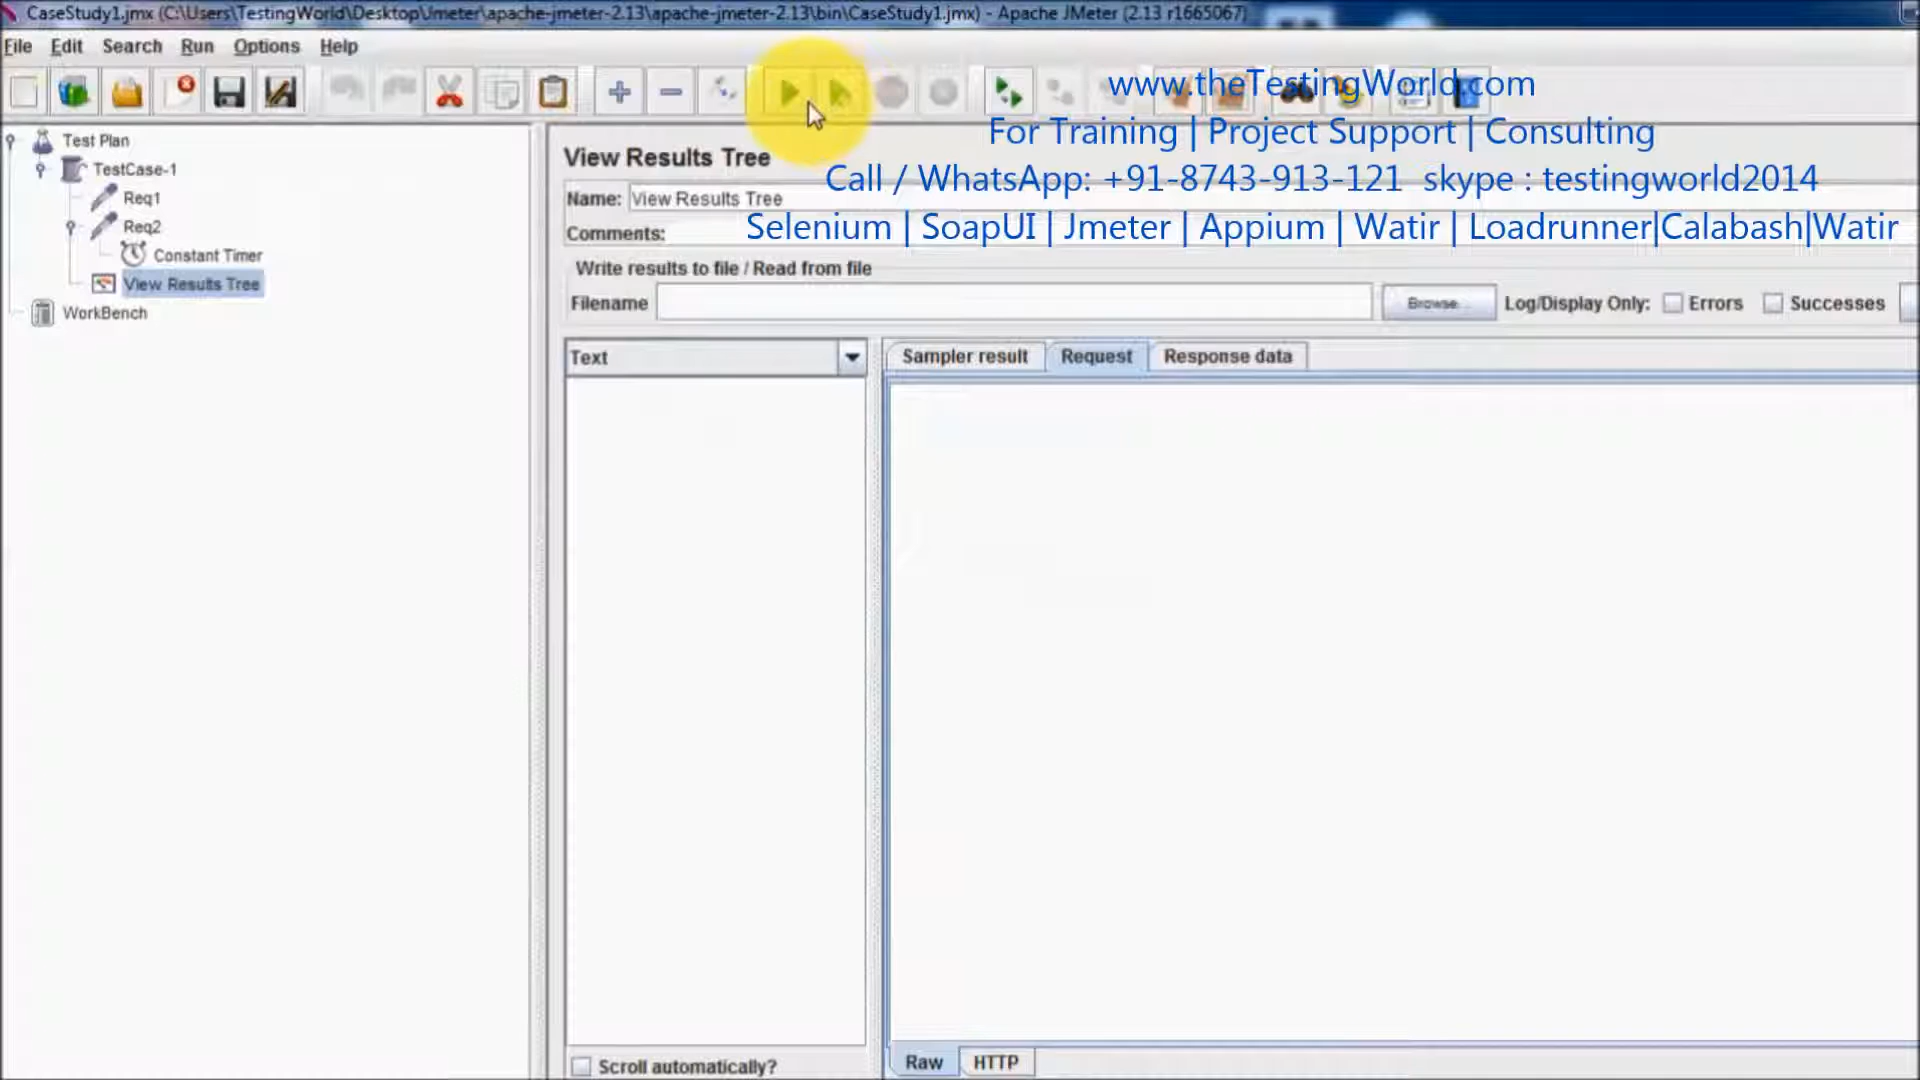 CaseStudy1.jmx (C:\Users\TestingWorld\Desktop\Jmeter\apache-jmeter-2.13\apache-jmeter-2.13\bin\CaseStudy1.jmx) - Apache JMeter (2.13 r1665067)
File Edit Search Run Options Help
www.theTestingWorld.com
For Training | Project Support | Consulting
Call / WhatsApp: +91-8743-913-121 skype : testingworld2014
Selenium | SoapUI | Jmeter | Appium | Watir | Loadrunner|Calabash|Watir
Test Plan
TestCase-1
Req1
Req2
Constant Timer
View Results Tree
WorkBench
View Results Tree
Name: View Results Tree
Comments:
Write results to file / Read from file
Filename Browse... Log/Display Only: Errors Successes
Text
Sampler result Request Response data
Scroll automatically?
Raw HTTP